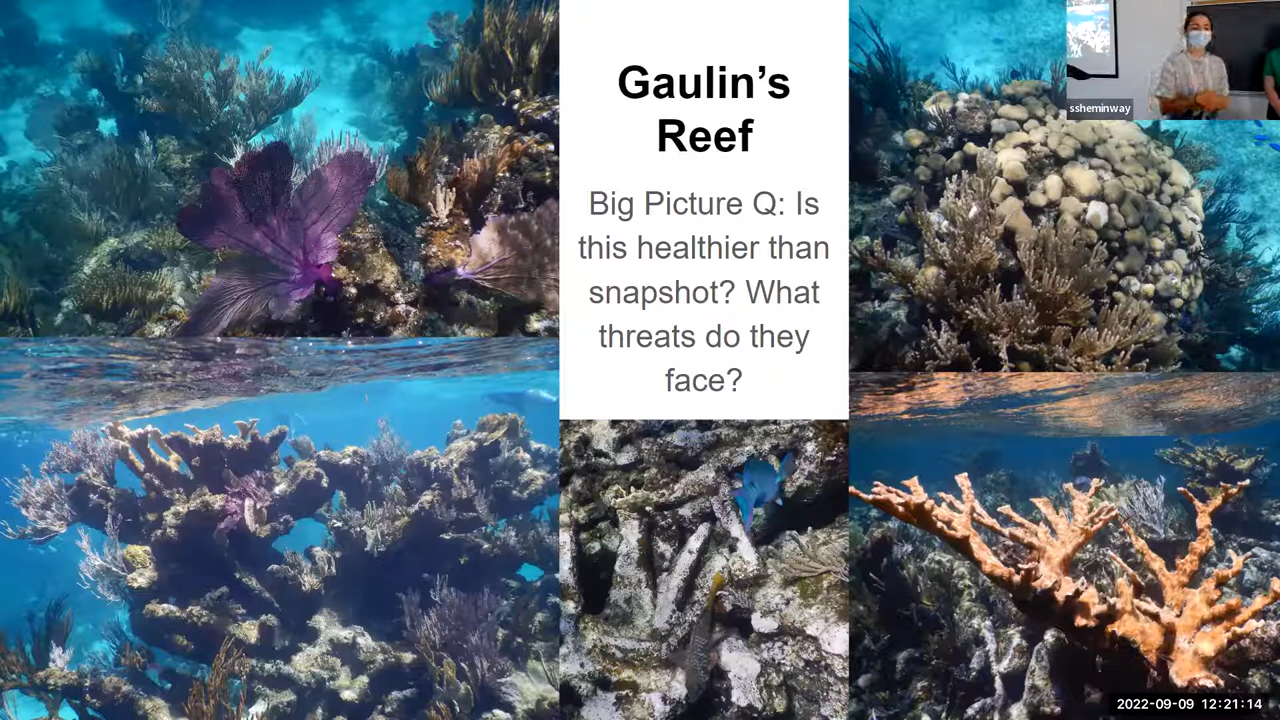 Gaulin’s
Reef
Big Picture Q: Is
this healthier than
snapshot? What
threats do they
face?
ssheminway
2022-09-09 12:21:14